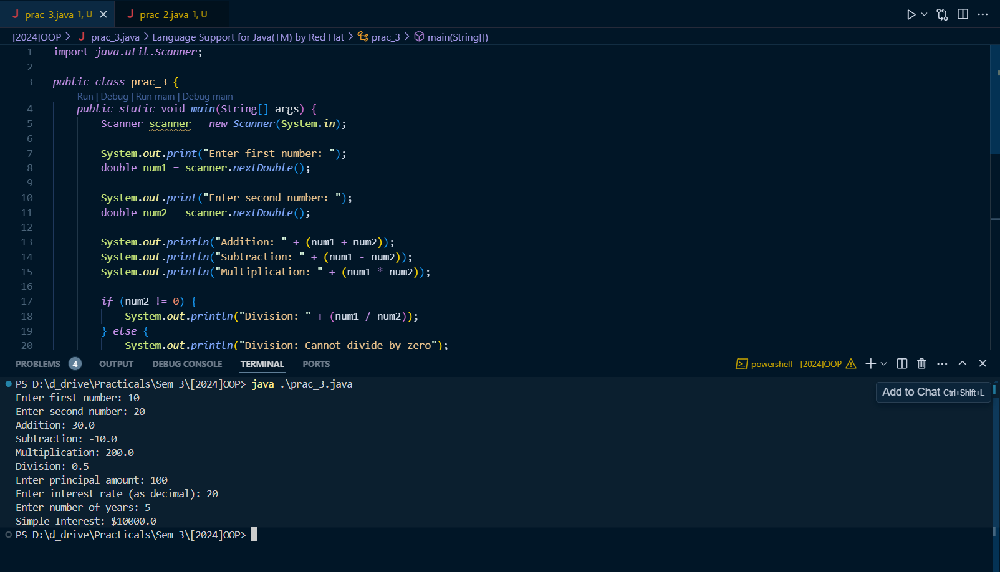 prac_3.java 1, U
prac_2.java 1, U
[2024]OOP > prac_3.java > Language Support for Java(TM) by Red Hat > prac_3 > main(String[])
1 import java.util.Scanner;
2
3 public class prac_3 {
Run | Debug | Run main | Debug main
4 public static void main(String[] args) {
5 Scanner scanner = new Scanner(System.in);
6
7 System.out.print("Enter first number: ");
8 double num1 = scanner.nextDouble();
9
10 System.out.print("Enter second number: ");
11 double num2 = scanner.nextDouble();
12
13 System.out.println("Addition: " + (num1 + num2));
14 System.out.println("Subtraction: " + (num1 - num2));
15 System.out.println("Multiplication: " + (num1 * num2));
16
17 if (num2 != 0) {
18 System.out.println("Division: " + (num1 / num2));
19 } else {
20 System.out.println("Division: Cannot divide by zero");
PROBLEMS 4 OUTPUT DEBUG CONSOLE TERMINAL PORTS powershell - [2024]OOP
PS D:\d_drive\Practicals\Sem 3\[2024]OOP> java .\prac_3.java
Add to Chat Ctrl+Shift+L
Enter first number: 10
Enter second number: 20
Addition: 30.0
Subtraction: -10.0
Multiplication: 200.0
Division: 0.5
Enter principal amount: 100
Enter interest rate (as decimal): 20
Enter number of years: 5
Simple Interest: $10000.0
PS D:\d_drive\Practicals\Sem 3\[2024]OOP>